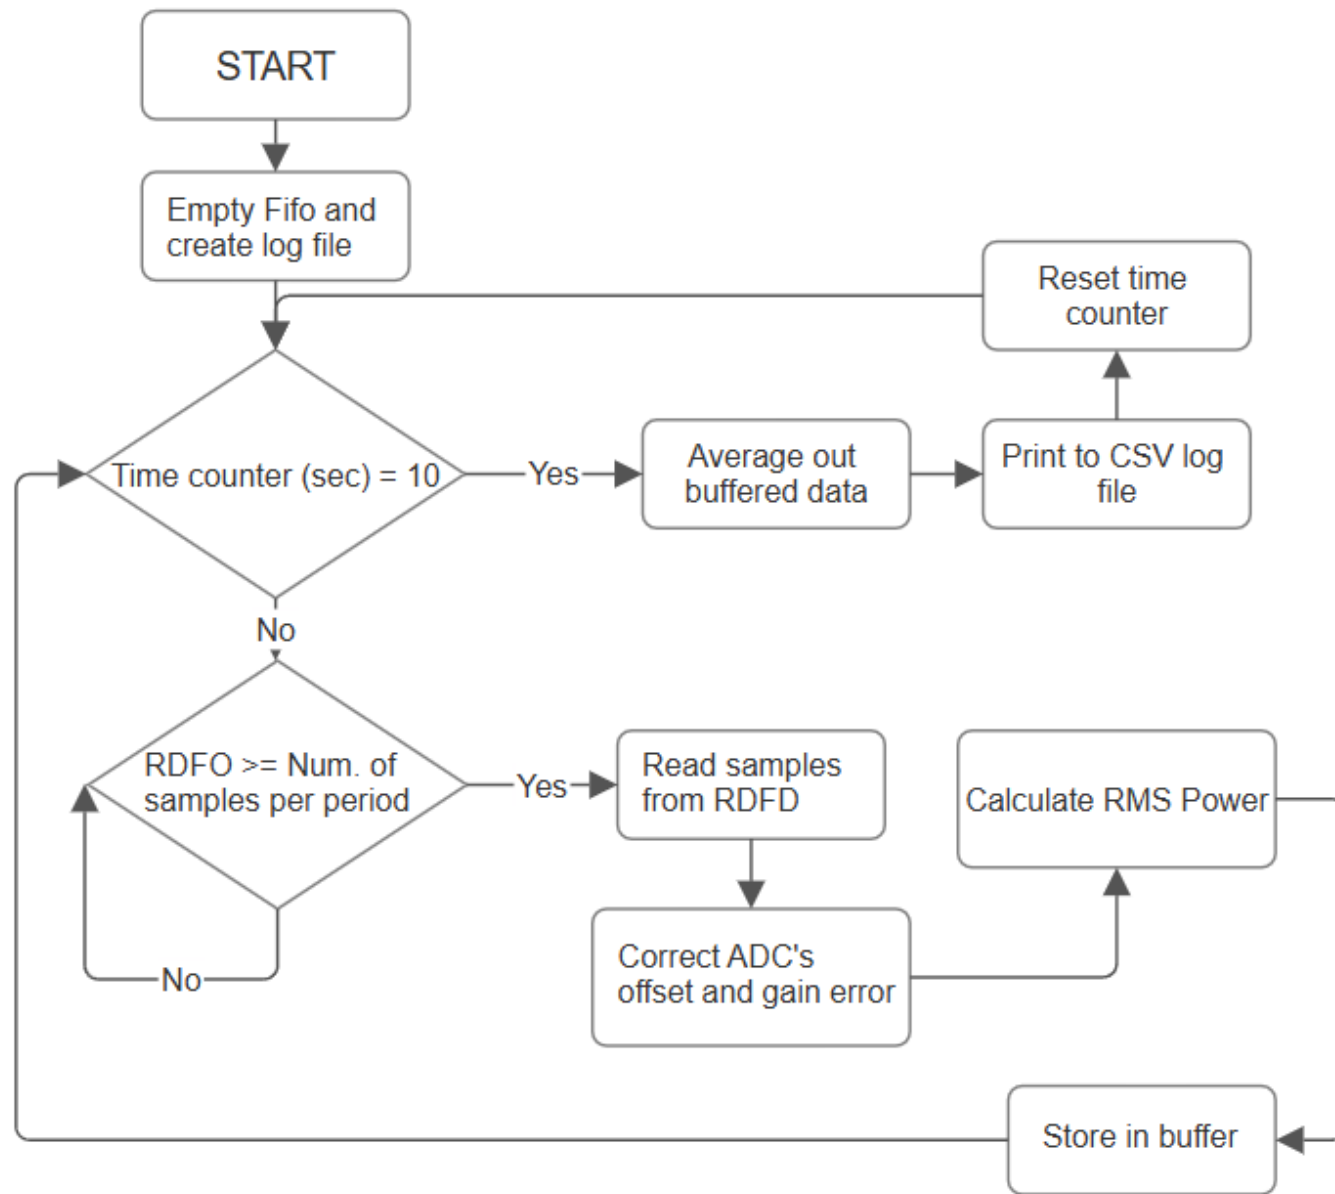 START
Empty Fifo and
create log file
Reset time
counter
Time counter (sec) = 10
Yes
Average out
buffered data
Print to CSV log
file
No
RDFO >= Num. of
samples per period
Yes
Read samples
from RDFD
Calculate RMS Power
Correct ADC's
offset and gain error
No
Store in buffer